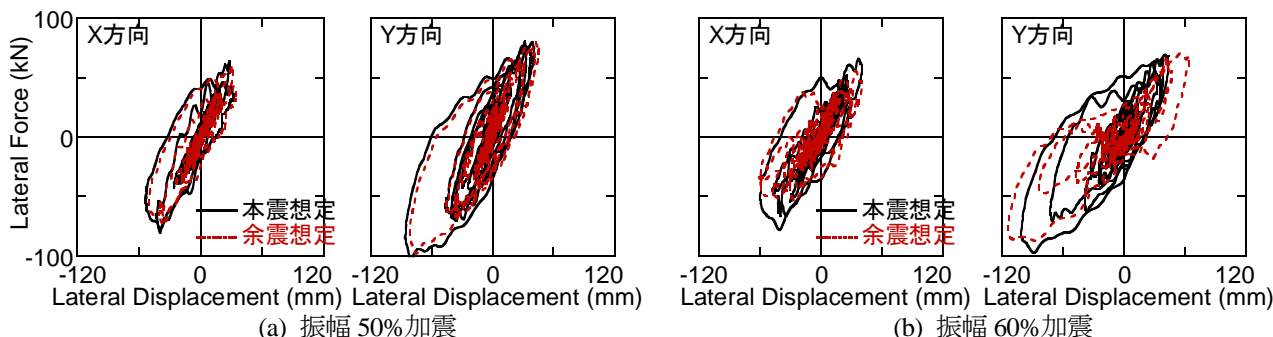 100
0
-100
Lateral Force (kN)
X方向
本震想定
余震想定
-120 0 120
Lateral Displacement (mm)
Y方向
-120 0 120
Lateral Displacement (mm)
(a) 振幅 50%加震
X方向
本震想定
余震想定
-120 0 120
Lateral Displacement (mm)
Y方向
-120 0 120
Lateral Displacement (mm)
(b) 振幅 60%加震